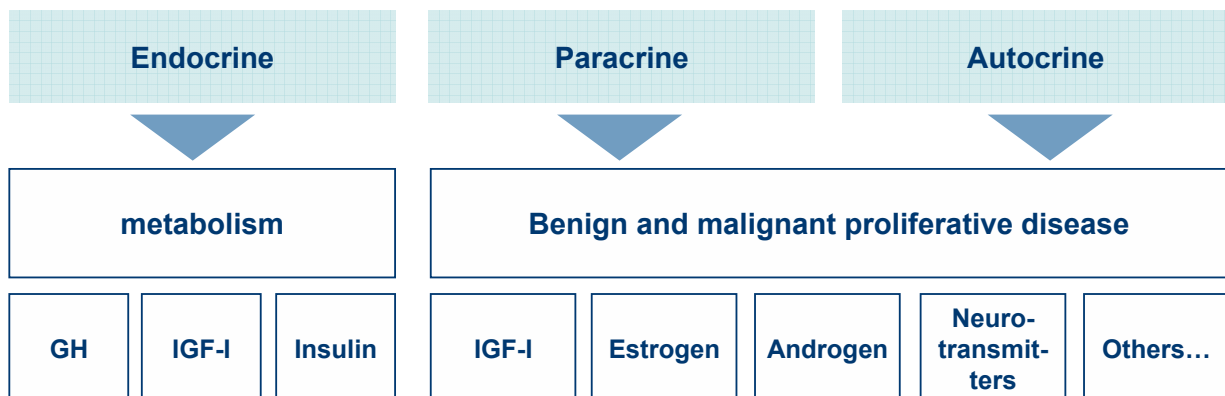 Endocrine
Paracrine
Autocrine
metabolism
Benign and malignant proliferative disease
GH
IGF-I
Insulin
IGF-I
Estrogen
Androgen
Neuro-
transmit-
ters
Others…